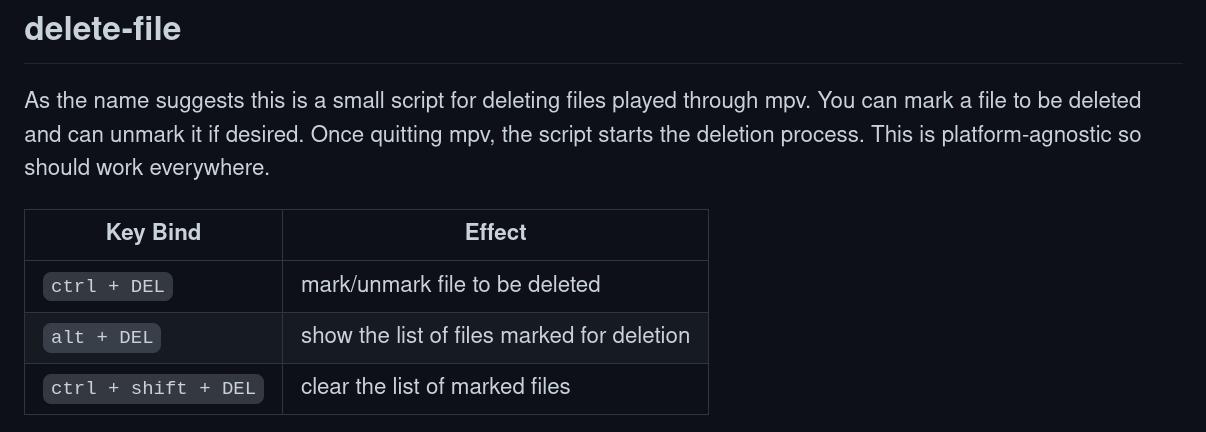 delete-file
As the name suggests this is a small script for deleting files played through mpv. You can mark a file to be deleted
and can unmark it if desired. Once quitting mpv, the script starts the deletion process. This is platform-agnostic so
should work everywhere.
Key Bind Effect
ctrl + DEL mark/unmark file to be deleted
alt + DEL show the list of files marked for deletion
ctrl + shift + DEL clear the list of marked files